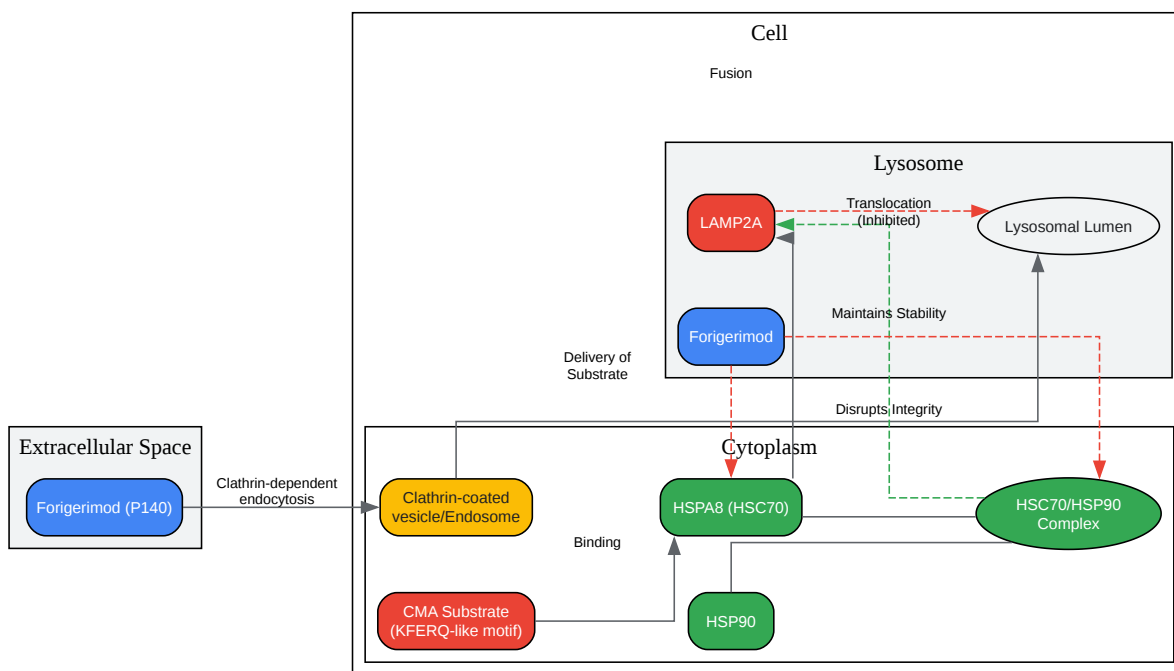 Cell
Fusion
Lysosome
LAMP2A
Translocation
(Inhibited)
Lysosomal Lumen
Forigerimod
Maintains Stability
Delivery of
Substrate
Disrupts Integrity
Extracellular Space
Forigerimod (P140)
Clathrin-dependent
endocytosis
Cytoplasm
Clathrin-coated
vesicle/Endosome
HSPA8 (HSC70)
HSC70/HSP90
Complex
Binding
CMA Substrate
(KFERQ-like motif)
HSP90